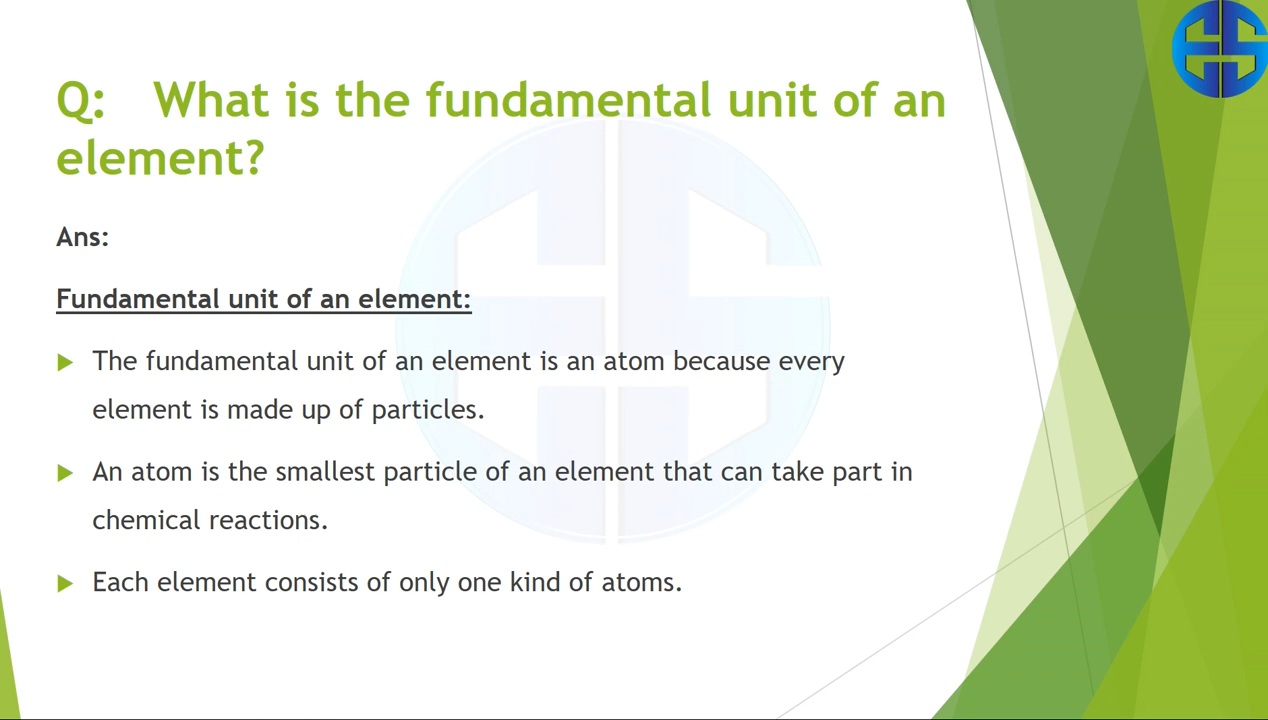 Q: What is the fundamental unit of an
element?
Ans:
Fundamental unit of an element:
The fundamental unit of an element is an atom because every
element is made up of particles.
An atom is the smallest particle of an element that can take part in
chemical reactions.
Each element consists of only one kind of atoms.